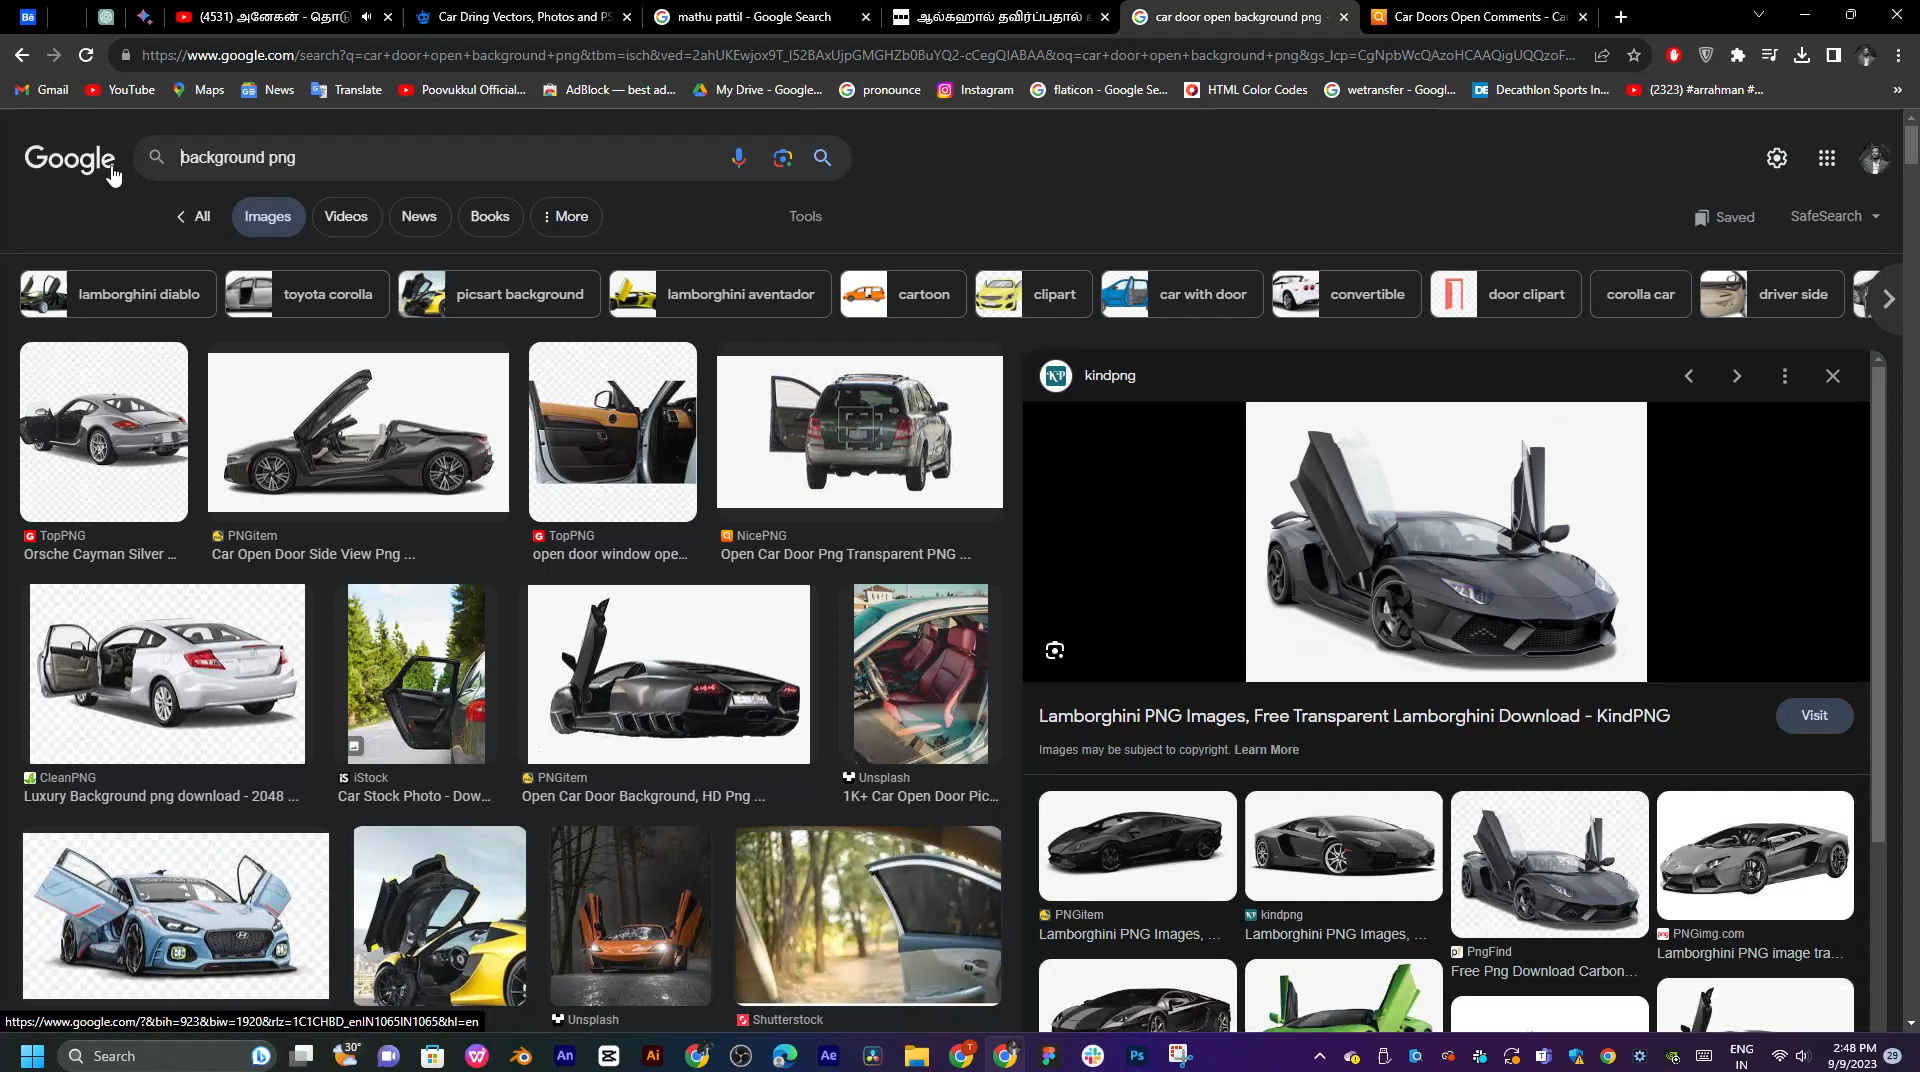 (4531) அனேகன் - தொடு
Car Dring Vectors, Photos and PS
mathu pattil - Google Search
ஆல்கஹால் தவிர்ப்பதால்
car door open background png -
Car Doors Open Comments - Ca
https://www.google.com/search?q=car+door+open+background+png&tbm=isch&ved=2ahUKEwjox9T_l52BAxUjpGMGHZb0BuYQ2-cCegQIABAA&oq=car+door+open+background+png&gs_lcp=CgNpbWcQAzoHCAAQigUQQzoF...
Gmail
YouTube
Maps
News
Translate
Poovukkul Official...
AdBlock — best ad...
My Drive - Google...
pronounce
Instagram
flaticon - Google Se...
HTML Color Codes
wetransfer - Googl...
Decathlon Sports In...
(2323) #arrahman #...
Google
background png
All
Images
Videos
News
Books
More
Tools
Saved
SafeSearch
lamborghini diablo
toyota corolla
picsart background
lamborghini aventador
cartoon
clipart
car with door
convertible
door clipart
corolla car
driver side
kindpng
TopPNG
Orsche Cayman Silver ...
PNGitem
Car Open Door Side View Png ...
TopPNG
open door window ope...
NicePNG
Open Car Door Png Transparent PNG ...
CleanPNG
Luxury Background png download - 2048 ...
iStock
Car Stock Photo - Dow...
PNGitem
Open Car Door Background, HD Png ...
Unsplash
1K+ Car Open Door Pic...
Lamborghini PNG Images, Free Transparent Lamborghini Download - KindPNG
Visit
Images may be subject to copyright. Learn More
PNGitem
Lamborghini PNG Images, ...
kindpng
Lamborghini PNG Images, ...
PngFind
Free Png Download Carbon...
PNGimg.com
Lamborghini PNG image tra...
Unsplash
Shutterstock
https://www.google.com/?&bih=923&biw=1920&rlz=1C1CHBD_enIN1065IN1065&hl=en
Search
30°
ENG
IN
2:48 PM
9/9/2023
29